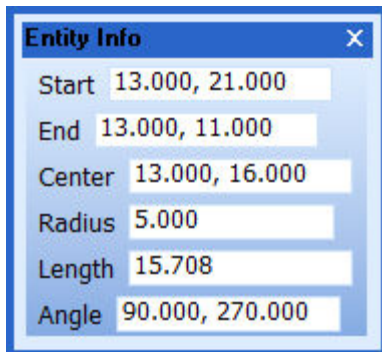 Entity Info
Start 13.000, 21.000
End 13.000, 11.000
Center 13.000, 16.000
Radius 5.000
Length 15.708
Angle 90.000, 270.000